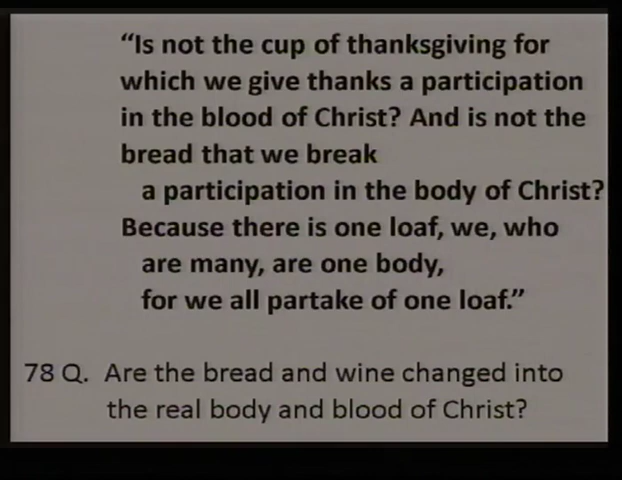 “Is not the cup of thanksgiving for
which we give thanks a participation
in the blood of Christ? And is not the
bread that we break
a participation in the body of Christ?
Because there is one loaf, we, who
are many, are one body,
for we all partake of one loaf.”
78 Q. Are the bread and wine changed into
the real body and blood of Christ?